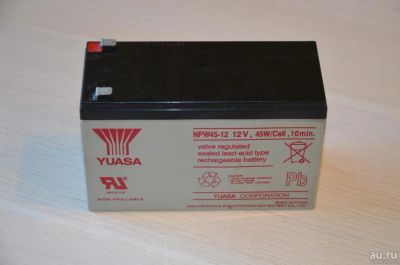 NPW45-12 12V, 45W/Cell, 10min.
valve regulated
sealed lead-acid type
rechargeable battery
YUASA
Pb
NON-SPILLABLE
YUASA CORPORATION
au.ru